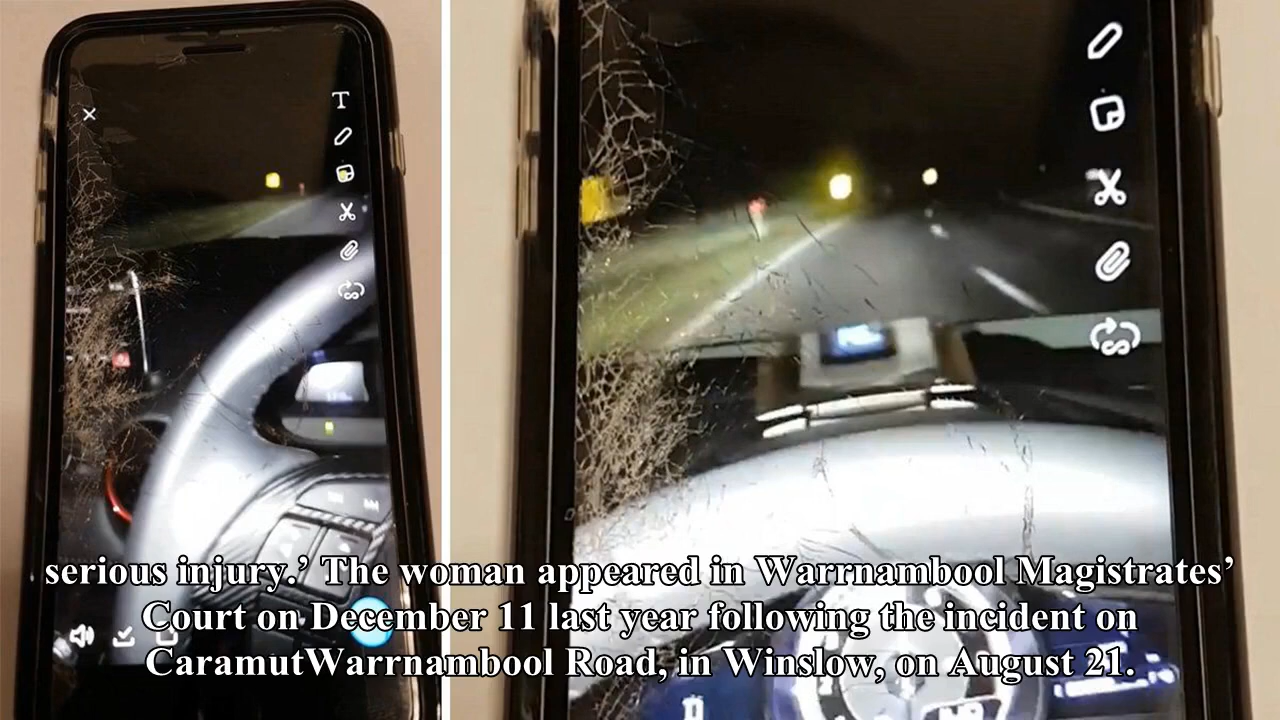 T
serious injury.’ The woman appeared in Warrnambool Magistrates’
Court on December 11 last year following the incident on
CaramutWarrnambool Road, in Winslow, on August 21.